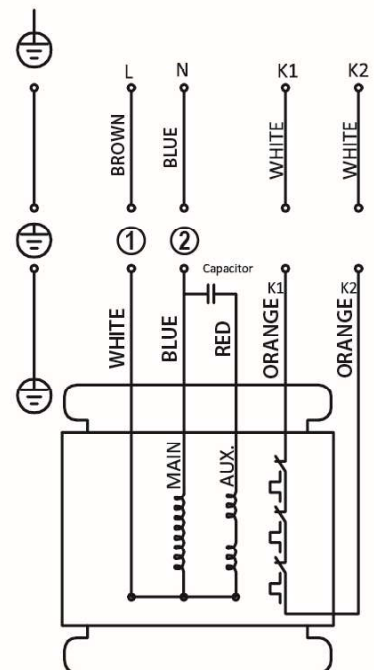 L N K1 K2
BROWN BLUE WHITE WHITE
1 2
Capacitor
K1 K2
WHITE BLUE RED ORANGE ORANGE
MAIN AUX.